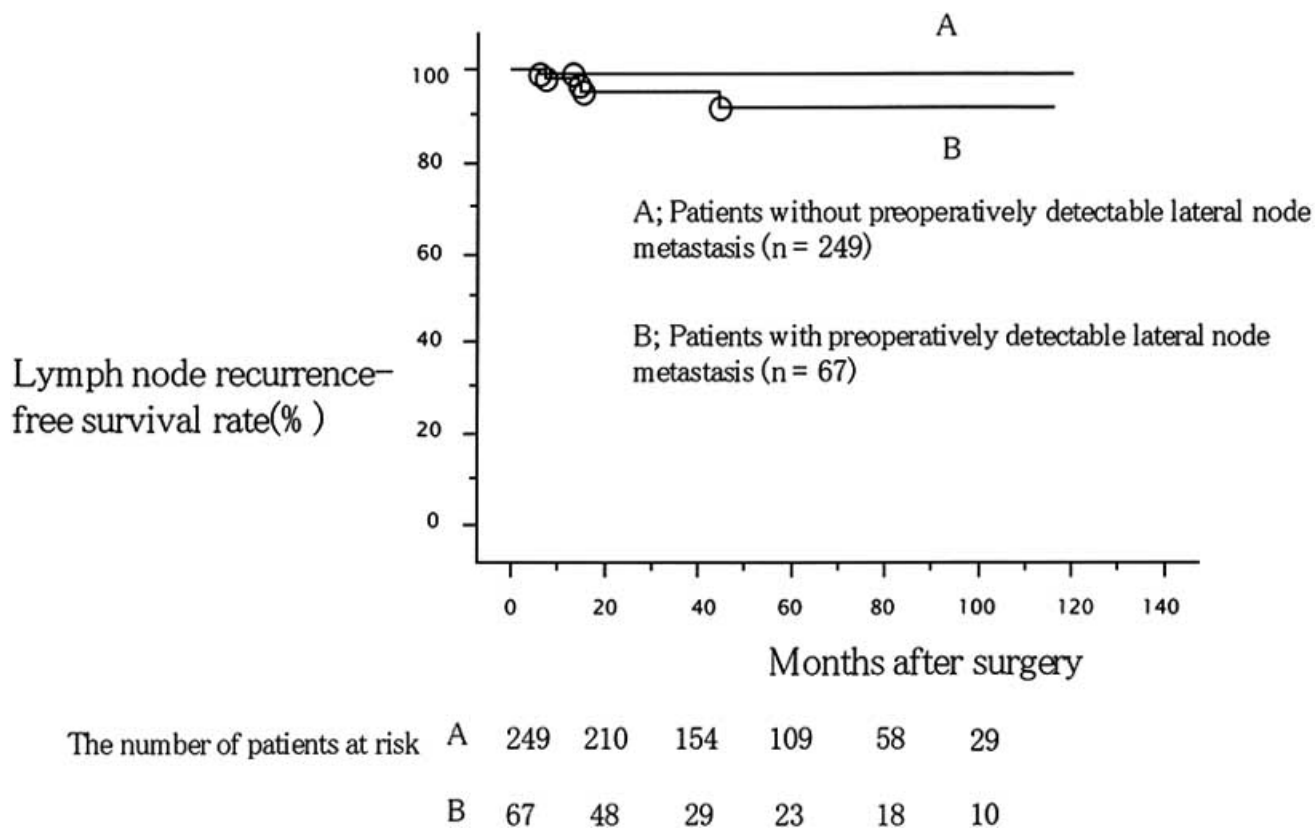 A
100
B
80
A; Patients without preoperatively detectable lateral node
metastasis (n = 249)
60
B; Patients with preoperatively detectable lateral node
metastasis (n = 67)
40
Lymph node recurrence-
free survival rate(% )
20
0
0 20 40 60 80 100 120 140
Months after surgery
The number of patients at risk A 249 210 154 109 58 29
B 67 48 29 23 18 10